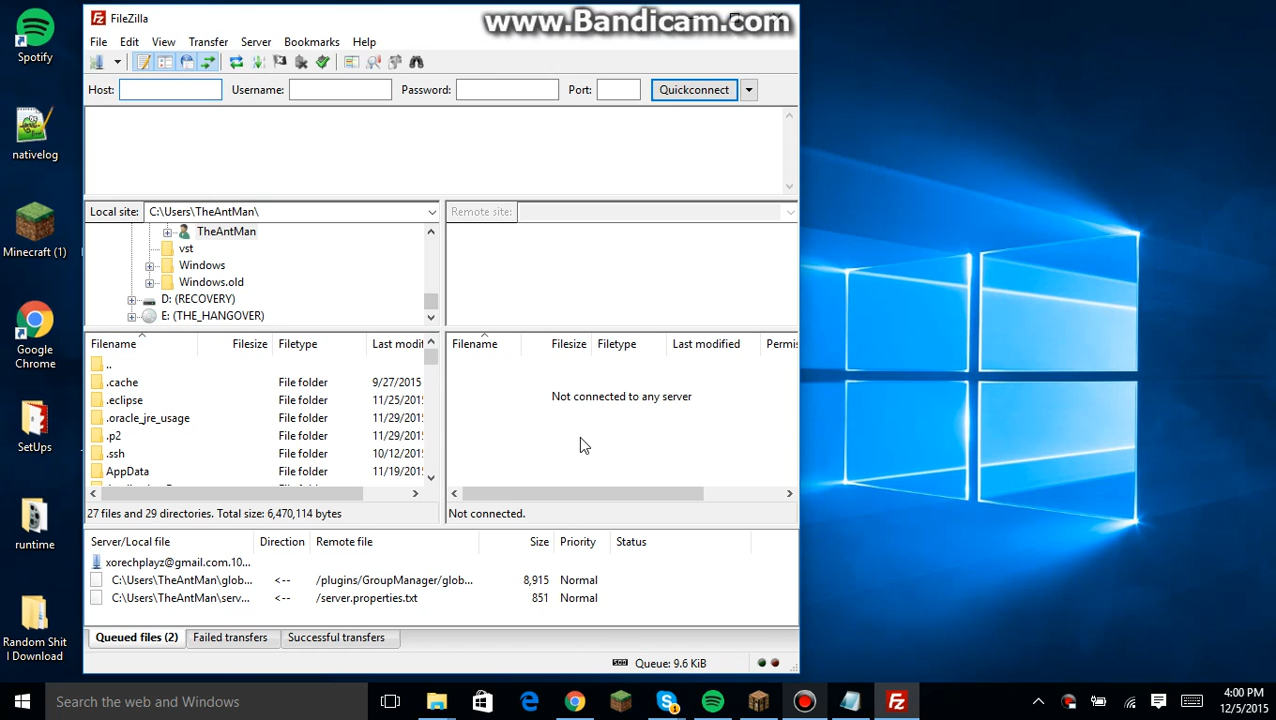 www.Bandicam.com
FileZilla
File Edit View Transfer Server Bookmarks Help
Host: Username: Password: Port: Quickconnect
Local site: C:\Users\TheAntMan\
Remote site:
TheAntMan
vst
Windows
Windows.old
D: (RECOVERY)
E: (THE_HANGOVER)
Filename Filesize Filetype Last modif
..
.cache File folder 9/27/2015
.eclipse File folder 11/25/2015
.oracle_jre_usage File folder 11/29/2015
.p2 File folder 11/29/2015
.ssh File folder 10/12/2015
AppData File folder 11/19/2015
27 files and 29 directories. Total size: 6,470,114 bytes
Filename Filesize Filetype Last modified Permis
Not connected to any server
Not connected.
Server/Local file Direction Remote file Size Priority Status
xorechplayz@gmail.com.10...
C:\Users\TheAntMan\glob... <-- /plugins/GroupManager/glob... 8,915 Normal
C:\Users\TheAntMan\serv... <-- /server.properties.txt 851 Normal
Queued files (2) Failed transfers Successful transfers
Queue: 9.6 KiB
Spotify
nativelog
Minecraft (1)
Google
Chrome
SetUps
runtime
Random Shit
I Download
Search the web and Windows
4:00 PM
12/5/2015